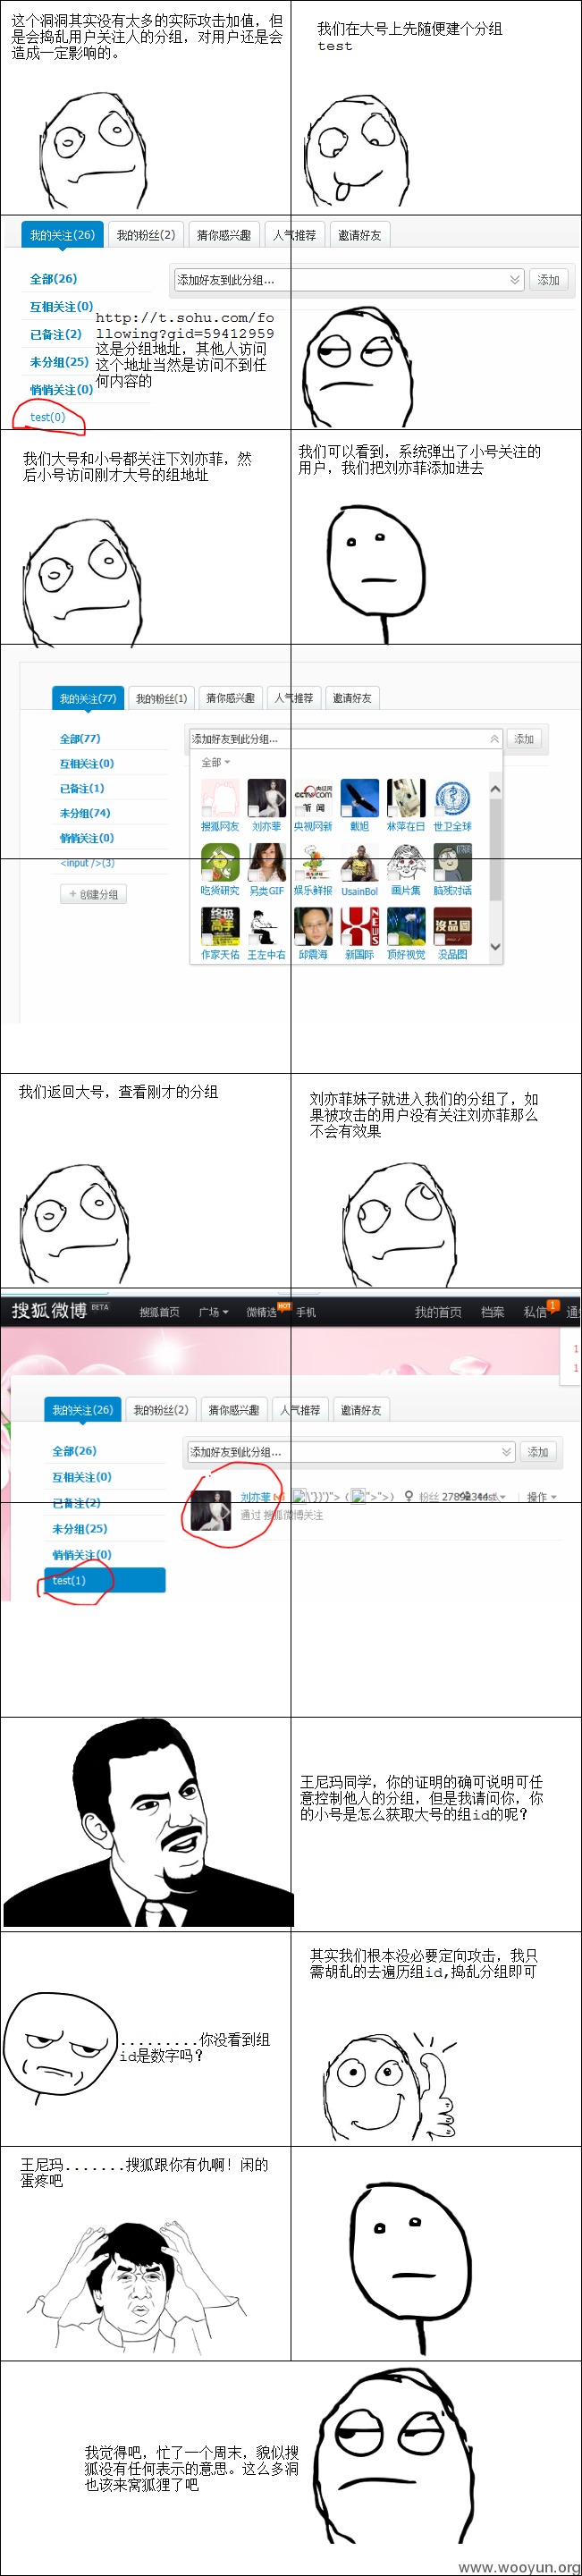 这个洞洞其实没有太多的实际攻击加值，但
是会捣乱用户关注人的分组，对用户还是会
造成一定影响的。
我们在大号上先随便建个分组
test
我的关注(26)
我的粉丝(2)
猜你感兴趣
人气推荐
邀请好友
全部(26)
互相关注(0)
已备注(2)
未分组(25)
悄悄关注(0)
test(0)
添加好友到此分组...
添加
http://t.sohu.com/fo
llowing?gid=59412959
这是分组地址，其他人访问
这个地址当然是访问不到任
何内容的
我们大号和小号都关注下刘亦菲，然
后小号访问刚才大号的组地址
我们可以看到，系统弹出了小号关注的
用户，我们把刘亦菲添加进去
我的关注(77)
我的粉丝(1)
猜你感兴趣
人气推荐
邀请好友
全部(77)
互相关注(0)
已备注(1)
未分组(74)
悄悄关注(0)
<input />(3)
+ 创建分组
添加好友到此分组...
添加
全部
搜狐网友
刘亦菲
央视网新
戴旭
林萍在日
世卫全球
吃货研究
另类GIF
娱乐鲜报
UsainBol
画片集
脑残对话
作家天佑
王左中右
邱震海
新国际
顶好视觉
没品图
我们返回大号，查看刚才的分组
刘亦菲妹子就进入我们的分组了，如
果被攻击的用户没有关注刘亦菲那么
不会有效果
搜狐微博 BETA
搜狐首页
广场
微精选
HOT
手机
我的首页
档案
私信
1
我的关注(26)
我的粉丝(2)
猜你感兴趣
人气推荐
邀请好友
全部(26)
互相关注(0)
已备注(2)
未分组(25)
悄悄关注(0)
test(1)
添加好友到此分组...
添加
刘亦菲
粉丝
操作
通过 搜狐微博关注
王尼玛同学，你的证明的确可说明可任
意控制他人的分组，但是我请问你，你
的小号是怎么获取大号的组id的呢？
.........你没看到组
id是数字吗？
其实我们根本没必要定向攻击，我只
需胡乱的去遍历组id,捣乱分组即可
王尼玛.......搜狐跟你有仇啊！闲的
蛋疼吧
我觉得吧，忙了一个周末，貌似搜
狐没有任何表示的意思。这么多洞
也该来窝狐狸了吧
www.wooyun.org